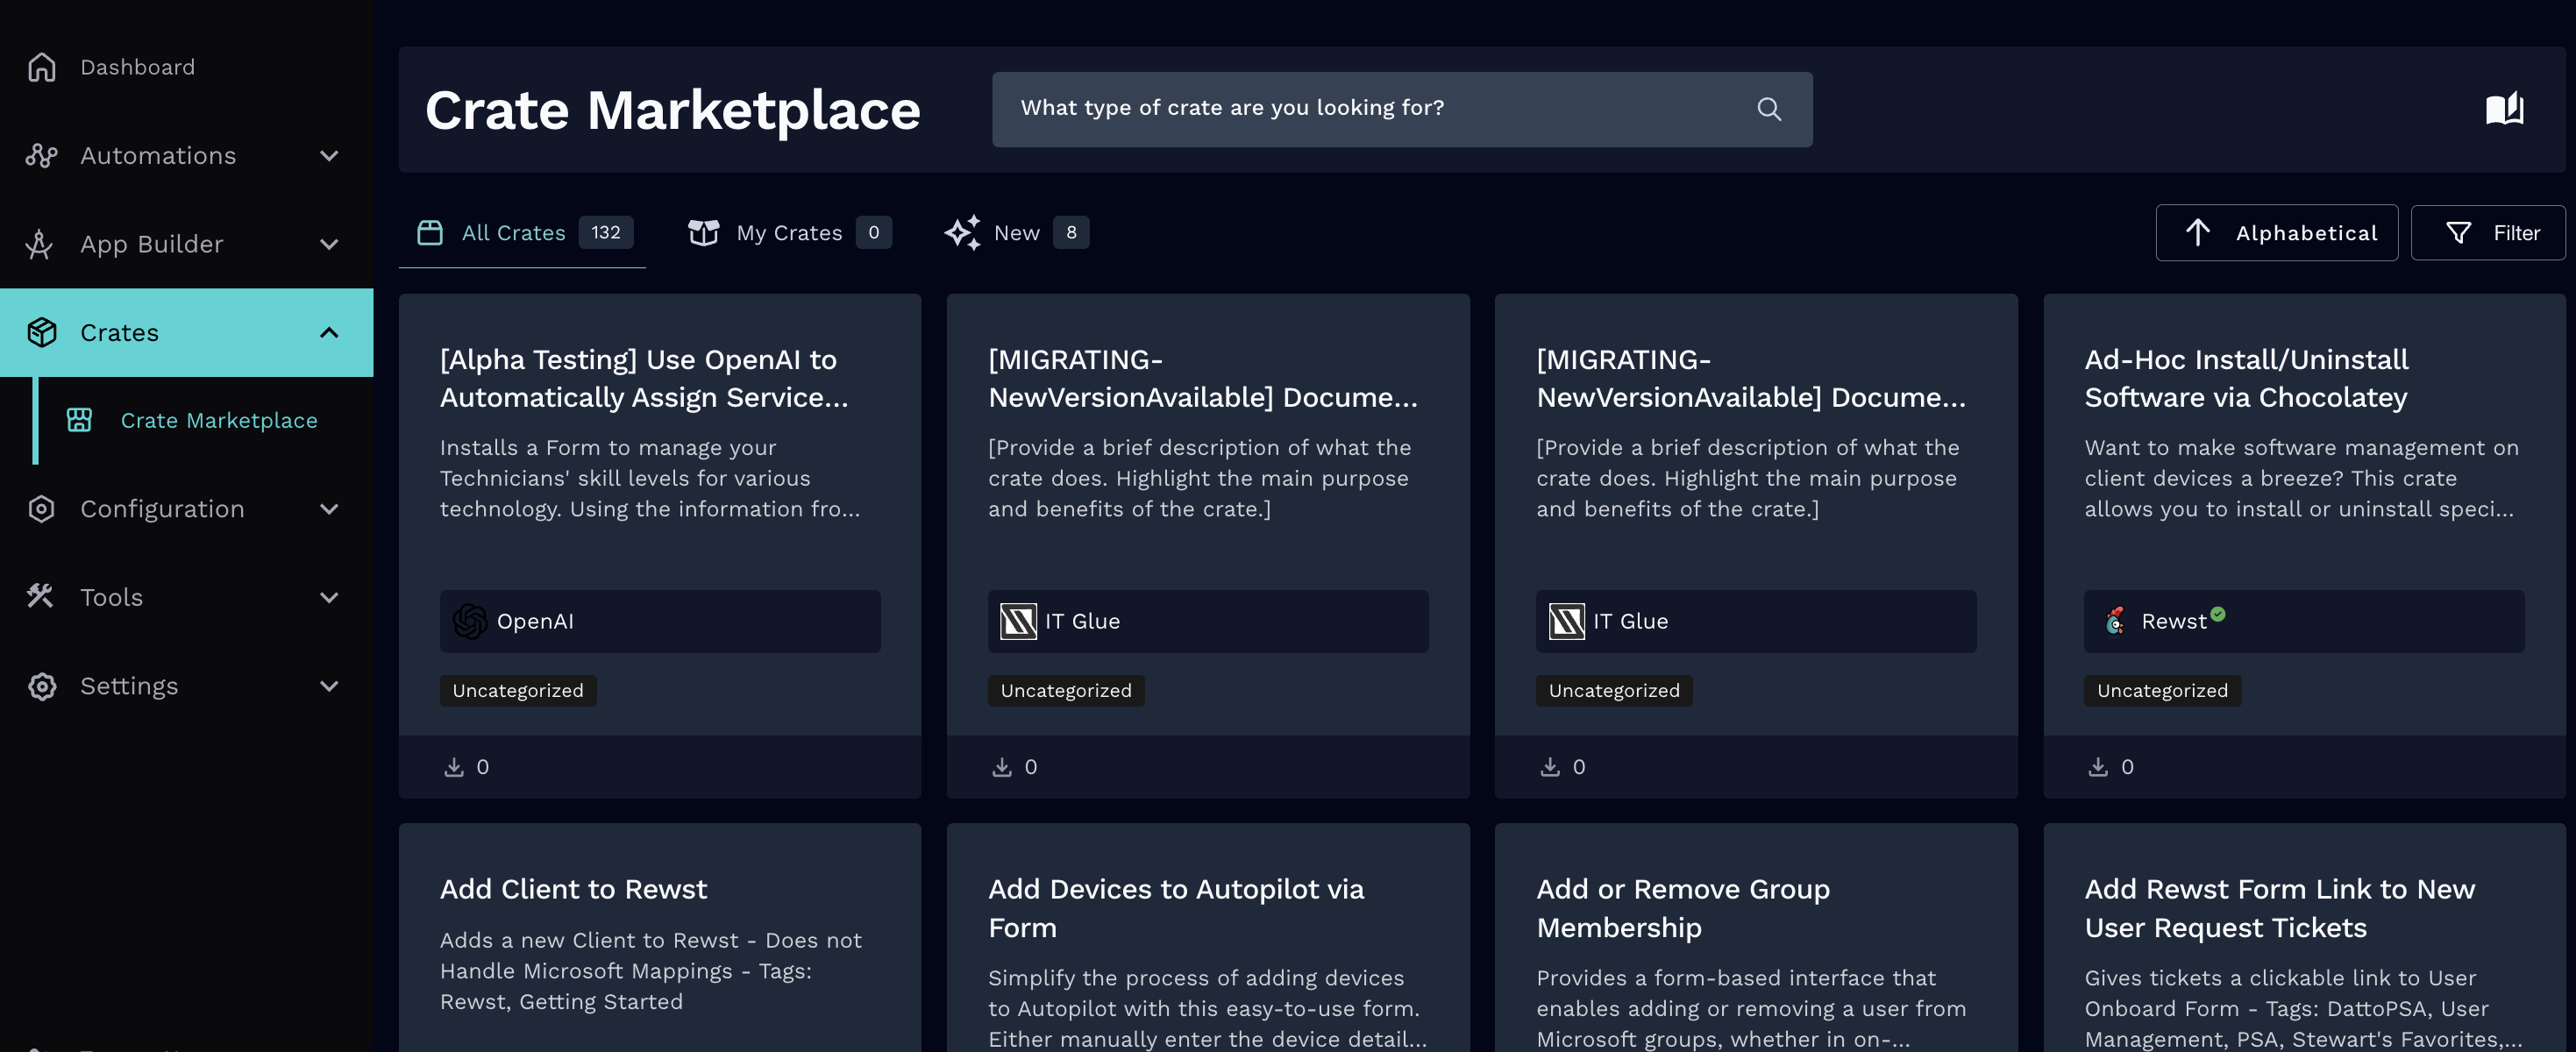 Dashboard
Automations
App Builder
Crates
Crate Marketplace
Configuration
Tools
Settings
Crate Marketplace
What type of crate are you looking for?
All Crates 132
My Crates 0
New 8
Alphabetical
Filter
[Alpha Testing] Use OpenAI to
Automatically Assign Service...
Installs a Form to manage your
Technicians' skill levels for various
technology. Using the information fro...
OpenAI
Uncategorized
0
[MIGRATING-
NewVersionAvailable] Docume...
[Provide a brief description of what the
crate does. Highlight the main purpose
and benefits of the crate.]
IT Glue
Uncategorized
0
[MIGRATING-
NewVersionAvailable] Docume...
[Provide a brief description of what the
crate does. Highlight the main purpose
and benefits of the crate.]
IT Glue
Uncategorized
0
Ad-Hoc Install/Uninstall
Software via Chocolatey
Want to make software management on
client devices a breeze? This crate
allows you to install or uninstall speci...
Rewst
Uncategorized
0
Add Client to Rewst
Adds a new Client to Rewst - Does not
Handle Microsoft Mappings - Tags:
Rewst, Getting Started
Add Devices to Autopilot via
Form
Simplify the process of adding devices
to Autopilot with this easy-to-use form.
Either manually enter the device detail...
Add or Remove Group
Membership
Provides a form-based interface that
enables adding or removing a user from
Microsoft groups, whether in on-...
Add Rewst Form Link to New
User Request Tickets
Gives tickets a clickable link to User
Onboard Form - Tags: DattoPSA, User
Management, PSA, Stewart's Favorites,...